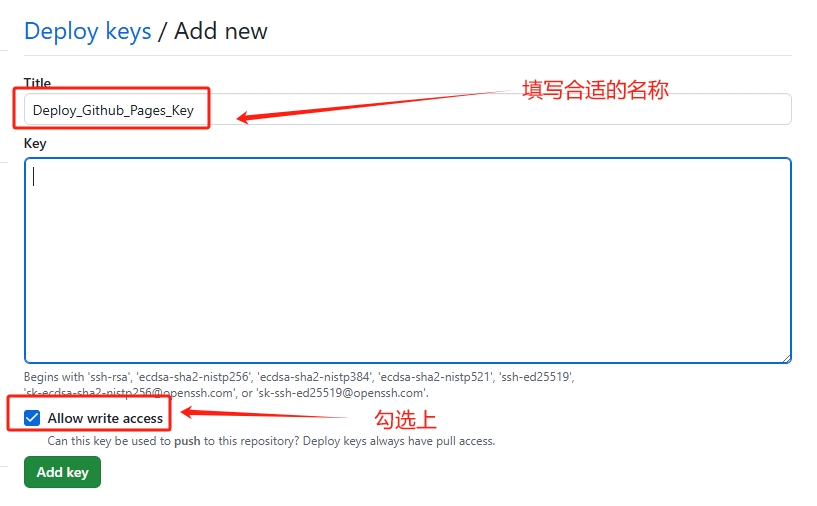 Deploy keys / Add new
Title
填写合适的名称
Deploy_Github_Pages_Key
Key
Begins with 'ssh-rsa', 'ecdsa-sha2-nistp256', 'ecdsa-sha2-nistp384', 'ecdsa-sha2-nistp521', 'ssh-ed25519',
'sk-ecdsa-sha2-nistp256@openssh.com', or 'sk-ssh-ed25519@openssh.com'.
Allow write access
勾选上
Can this key be used to push to this repository? Deploy keys always have pull access.
Add key